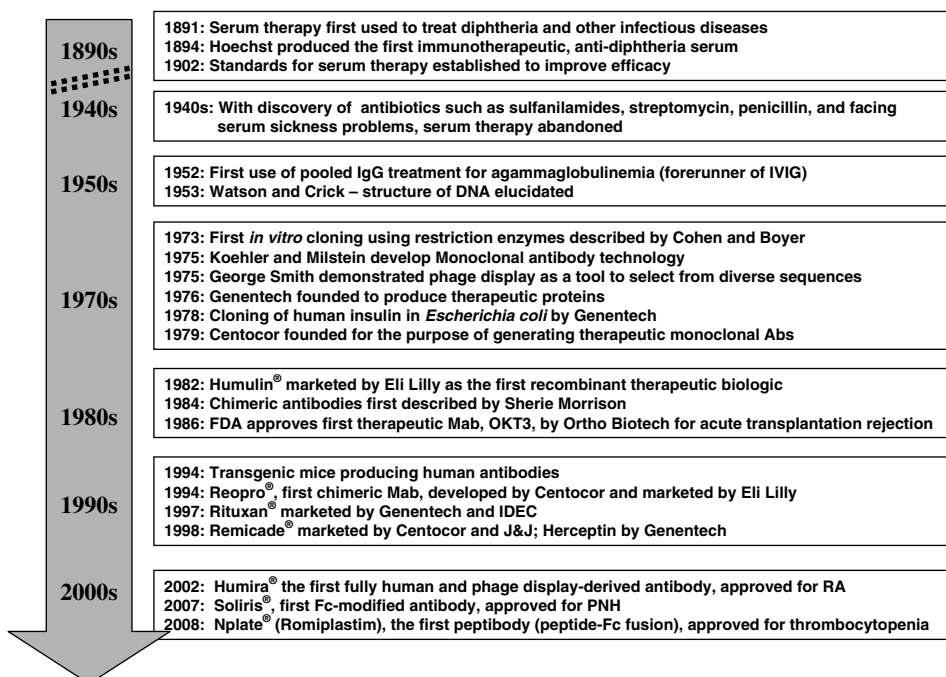 1890s
1891: Serum therapy first used to treat diphtheria and other infectious diseases
1894: Hoechst produced the first immunotherapeutic, anti-diphtheria serum
1902: Standards for serum therapy established to improve efficacy
1940s
1940s: With discovery of antibiotics such as sulfanilamides, streptomycin, penicillin, and facing
serum sickness problems, serum therapy abandoned
1950s
1952: First use of pooled IgG treatment for agammaglobulinemia (forerunner of IVIG)
1953: Watson and Crick – structure of DNA elucidated
1970s
1973: First in vitro cloning using restriction enzymes described by Cohen and Boyer
1975: Koehler and Milstein develop Monoclonal antibody technology
1975: George Smith demonstrated phage display as a tool to select from diverse sequences
1976: Genentech founded to produce therapeutic proteins
1978: Cloning of human insulin in Escherichia coli by Genentech
1979: Centocor founded for the purpose of generating therapeutic monoclonal Abs
1980s
1982: Humulin® marketed by Eli Lilly as the first recombinant therapeutic biologic
1984: Chimeric antibodies first described by Sherie Morrison
1986: FDA approves first therapeutic Mab, OKT3, by Ortho Biotech for acute transplantation rejection
1990s
1994: Transgenic mice producing human antibodies
1994: Reopro®, first chimeric Mab, developed by Centocor and marketed by Eli Lilly
1997: Rituxan® marketed by Genentech and IDEC
1998: Remicade® marketed by Centocor and J&J; Herceptin by Genentech
2000s
2002: Humira® the first fully human and phage display-derived antibody, approved for RA
2007: Soliris®, first Fc-modified antibody, approved for PNH
2008: Nplate® (Romiplastim), the first peptibody (peptide-Fc fusion), approved for thrombocytopenia